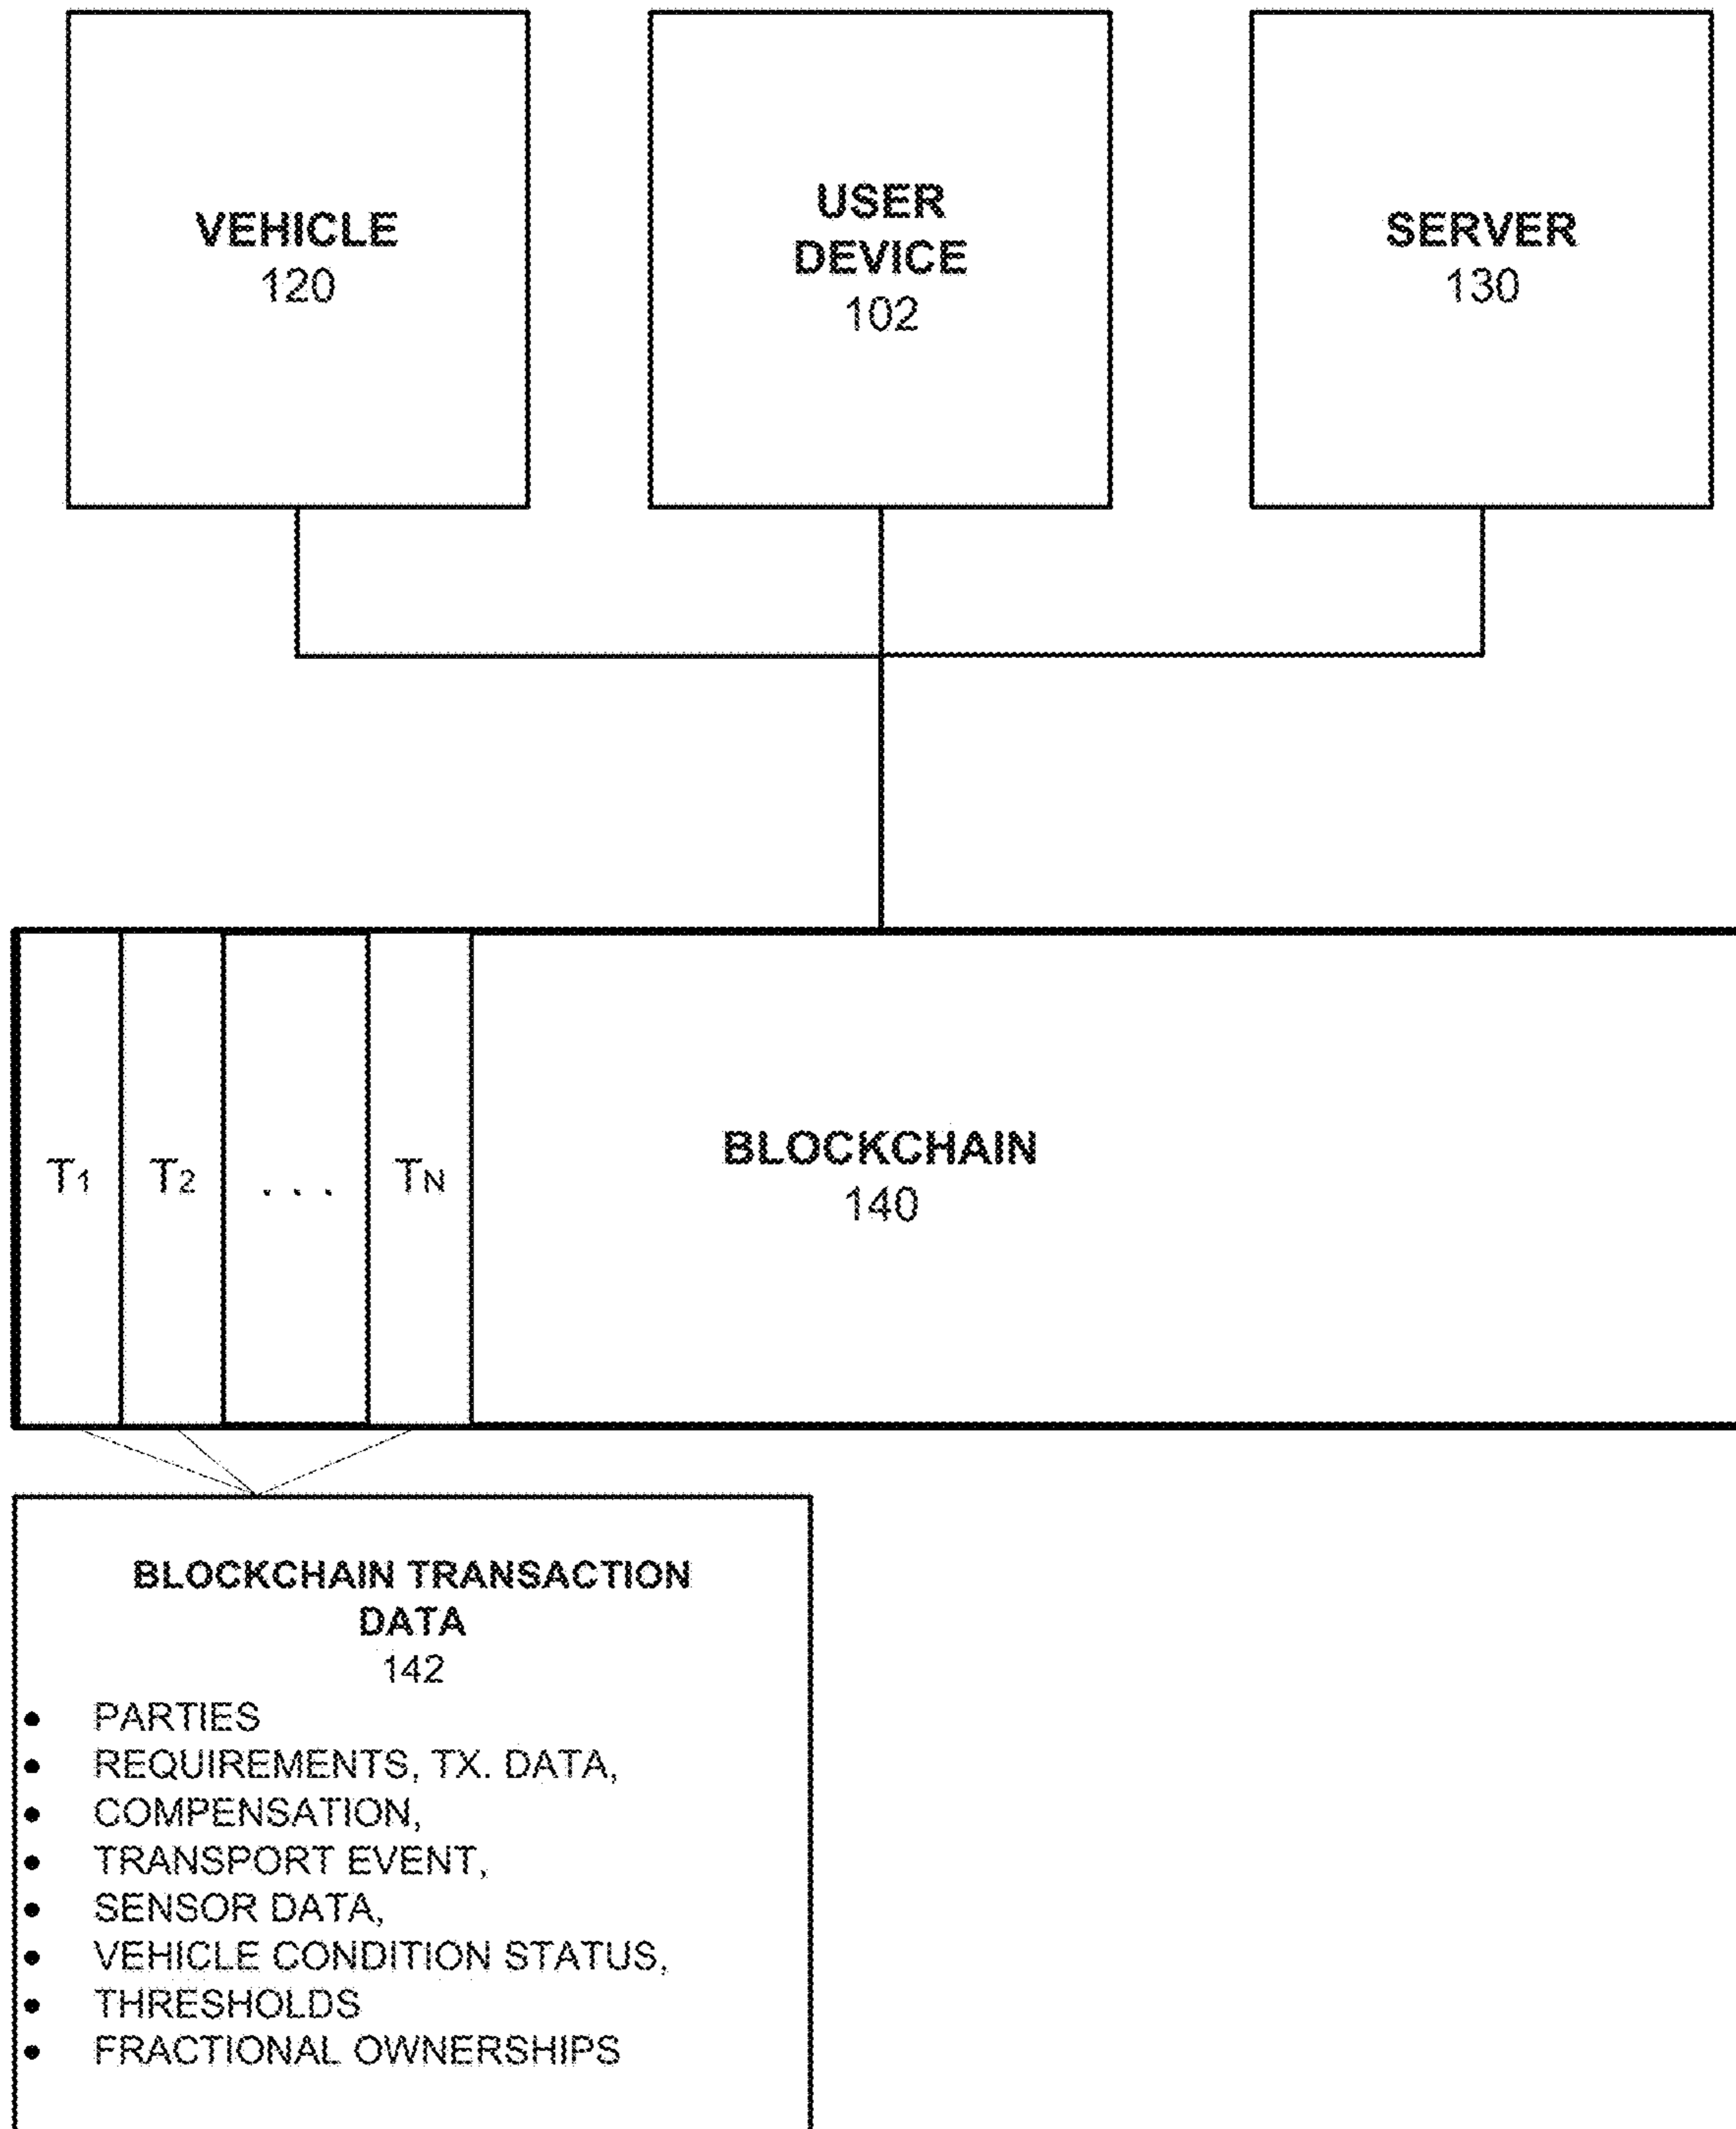 VEHICLE
120
USER
DEVICE
102
SERVER
130
T1
T2
. . .
TN
BLOCKCHAIN
140
BLOCKCHAIN TRANSACTION
DATA
142
• PARTIES
• REQUIREMENTS, TX. DATA,
• COMPENSATION,
• TRANSPORT EVENT,
• SENSOR DATA,
• VEHICLE CONDITION STATUS,
• THRESHOLDS
• FRACTIONAL OWNERSHIPS